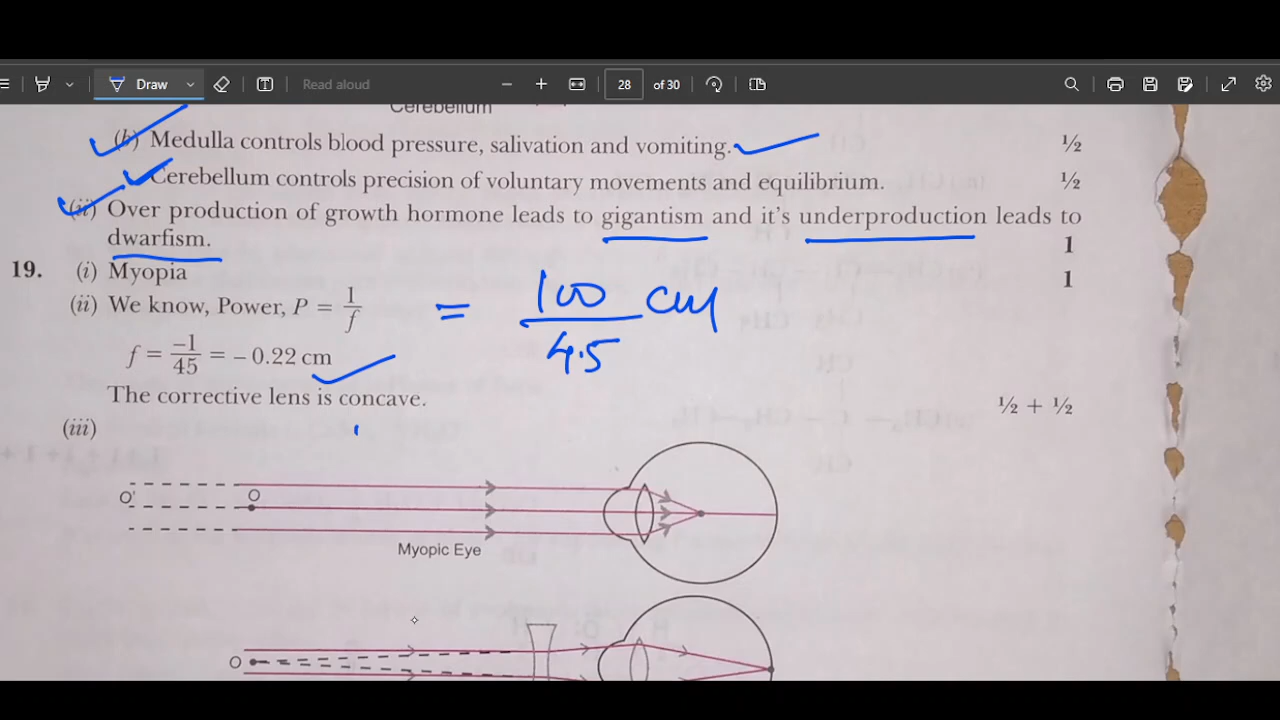 Draw
Read aloud
28 of 30
Cerebellum
(b) Medulla controls blood pressure, salivation and vomiting. ½
Cerebellum controls precision of voluntary movements and equilibrium. ½
(ii) Over production of growth hormone leads to gigantism and it's underproduction leads to
dwarfism. 1
19. (i) Myopia 1
(ii) We know, Power, P = 1/f = 100/4.5 cm
f = -1/45 = – 0.22 cm
The corrective lens is concave. ½ + ½
(iii)
O' O
Myopic Eye
O